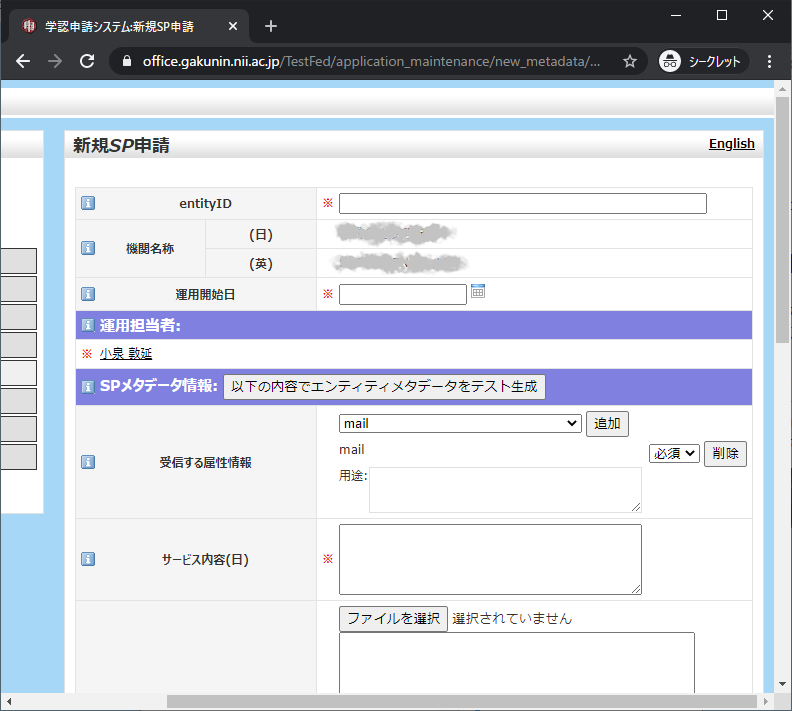 学認申請システム:新規SP申請
office.gakunin.nii.ac.jp/TestFed/application_maintenance/new_metadata/...
シークレット
新規SP申請
English
entityID
※
機関名称
(日)
(英)
運用開始日
※
運用担当者:
※ 小泉 敦延
SPメタデータ情報: 以下の内容でエンティティメタデータをテスト生成
受信する属性情報
mail 追加
mail 必須 削除
用途:
サービス内容(日)
※
ファイルを選択 選択されていません